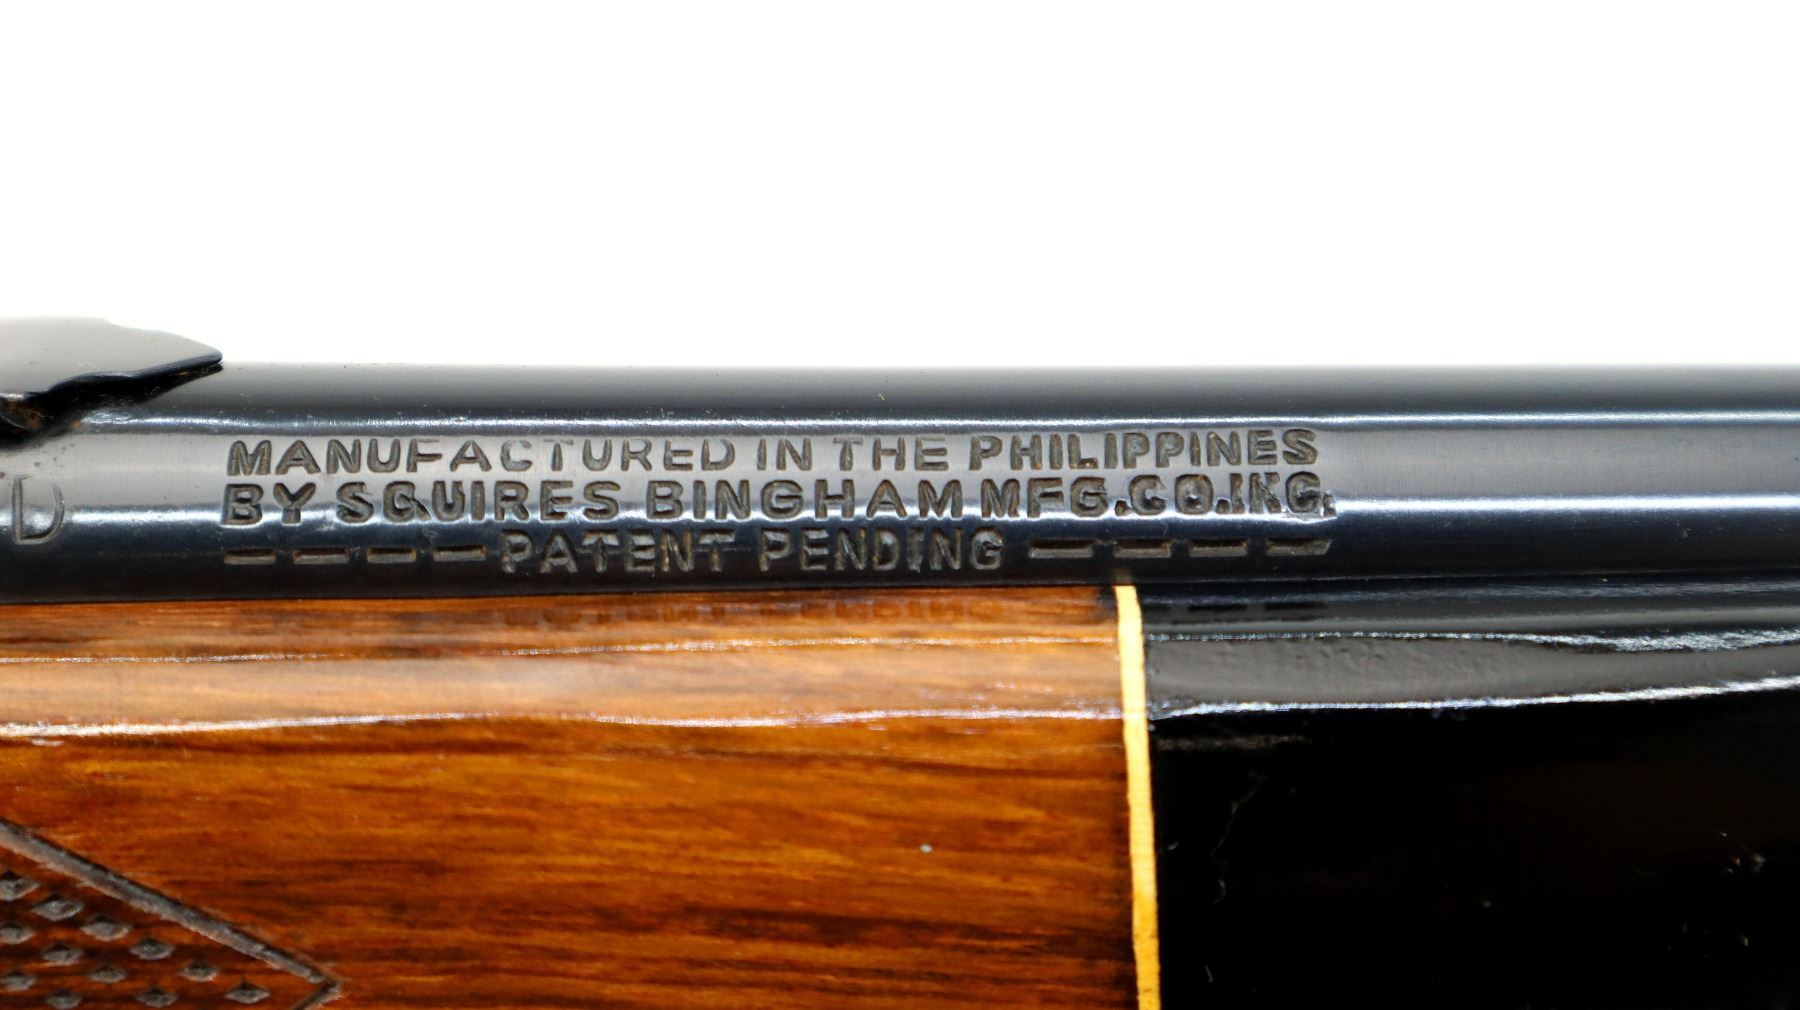 MANUFACTURED IN THE PHILIPPINES
BY SQUIRES BINGHAM MFG.CO.INC.
----PATENT PENDING----
D